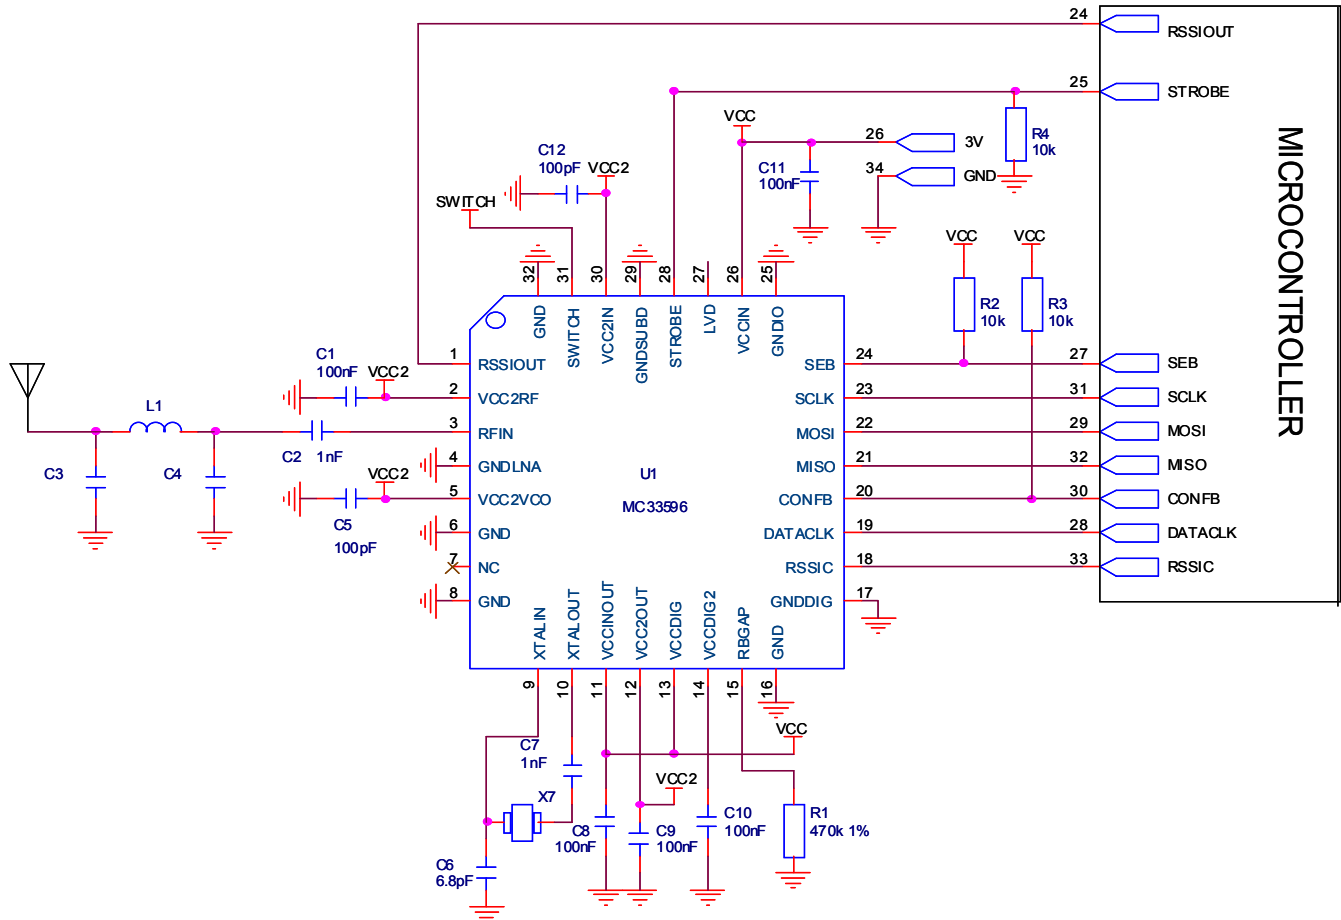 24
RSSIOUT
25
STROBE
VCC
26
3V
R4
10k
C12
100pF
VCC2
C11
100nF
34
GND
SWITCH
MICROCONTROLLER
VCC
VCC
32
31
30
29
28
27
26
25
R2
10k
R3
10k
GND
SWITCH
VCC2IN
GNDSUBD
STROBE
LVD
VCCIN
GNDIO
C1
100nF
VCC2
1
RSSIOUT
SEB
24
27
SEB
2
VCC2RF
SCLK
23
31
SCLK
L1
3
RFIN
MOSI
22
29
MOSI
C2
1nF
C3
C4
VCC2
4
GNDLNA
U1
MISO
21
32
MISO
5
VCC2VCO
MC33596
CONFB
20
30
CONFB
C5
100pF
6
GND
DATACLK
19
28
DATACLK
7
NC
RSSIC
18
33
RSSIC
8
GND
GNDDIG
17
XTALIN
XTALOUT
VCCINOUT
VCC2OUT
VCCDIG
VCCDIG2
RBGAP
GND
9
10
11
12
13
14
15
16
VCC
C7
1nF
VCC2
X7
C8
100nF
C9
100nF
C10
100nF
R1
470k 1%
C6
6.8pF